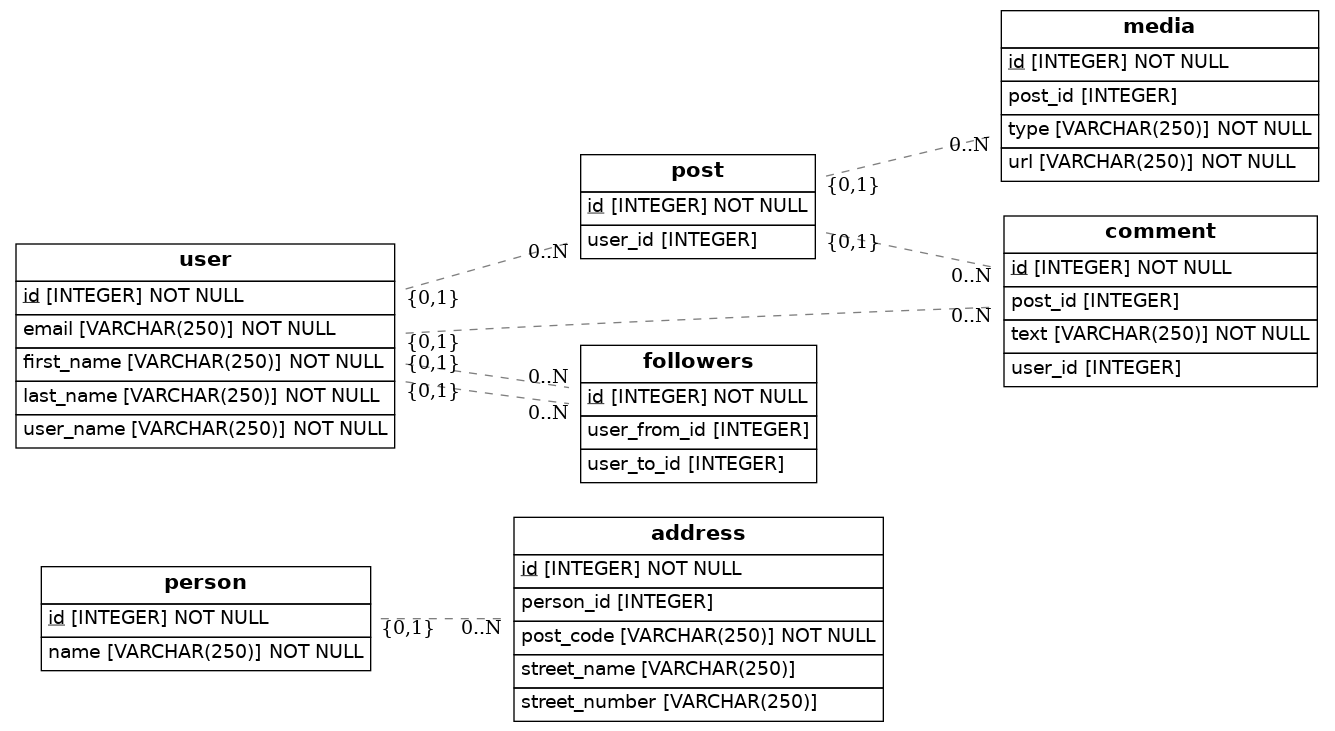 media
id [INTEGER] NOT NULL
post_id [INTEGER]
type [VARCHAR(250)] NOT NULL
url [VARCHAR(250)] NOT NULL
0..N
{0,1}
post
id [INTEGER] NOT NULL
user_id [INTEGER]
{0,1}
0..N
comment
id [INTEGER] NOT NULL
post_id [INTEGER]
text [VARCHAR(250)] NOT NULL
user_id [INTEGER]
0..N
user
id [INTEGER] NOT NULL
email [VARCHAR(250)] NOT NULL
first_name [VARCHAR(250)] NOT NULL
last_name [VARCHAR(250)] NOT NULL
user_name [VARCHAR(250)] NOT NULL
0..N
{0,1}
{0,1}
{0,1}
{0,1}
0..N
0..N
followers
id [INTEGER] NOT NULL
user_from_id [INTEGER]
user_to_id [INTEGER]
person
id [INTEGER] NOT NULL
name [VARCHAR(250)] NOT NULL
{0,1}
0..N
address
id [INTEGER] NOT NULL
person_id [INTEGER]
post_code [VARCHAR(250)] NOT NULL
street_name [VARCHAR(250)]
street_number [VARCHAR(250)]